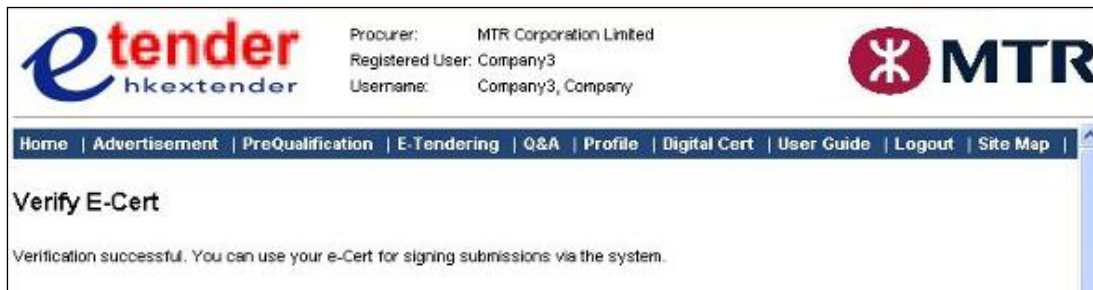 etender
hkextender
Procurer: MTR Corporation Limited
Registered User: Company3
Username: Company3, Company
MTR
Home | Advertisement | PreQualification | E-Tendering | Q&A | Profile | Digital Cert | User Guide | Logout | Site Map |
Verify E-Cert
Verification successful. You can use your e-Cert for signing submissions via the system.